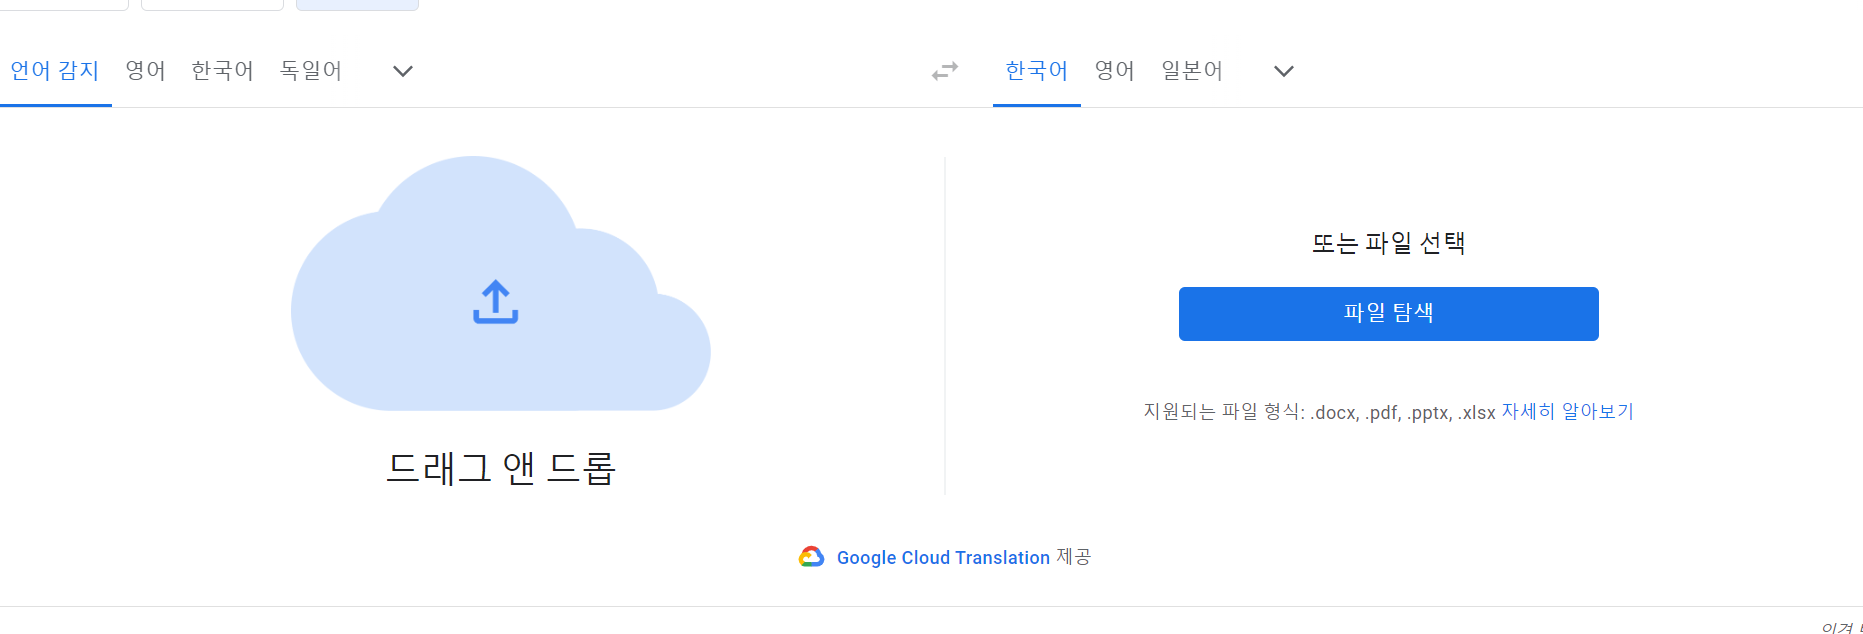 언어 감지 영어 한국어 독일어
한국어 영어 일본어
드래그 앤 드롭
또는 파일 선택
파일 탐색
지원되는 파일 형식: .docx, .pdf, .pptx, .xlsx 자세히 알아보기
Google Cloud Translation 제공